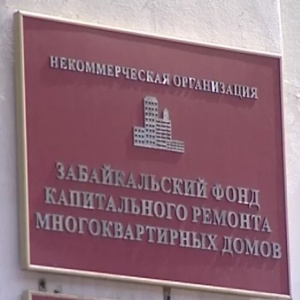 НЕКОММЕРЧЕСКАЯ ОРГАНИЗАЦИЯ
ЗАБАЙКАЛЬСКИЙ ФОНД
КАПИТАЛЬНОГО РЕМОНТА
МНОГОКВАРТИРНЫХ ДОМОВ